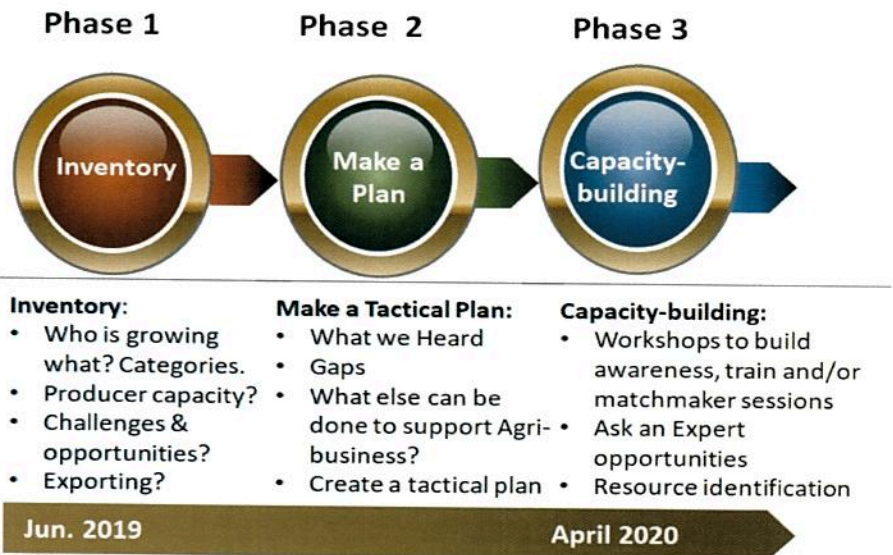 Phase 1
Phase 2
Phase 3
Inventory
Make a
Plan
Capacity-
building
Inventory:
• Who is growing
what? Categories.
• Producer capacity?
• Challenges &
opportunities?
• Exporting?
Make a Tactical Plan:
• What we Heard
• Gaps
• What else can be
done to support Agri-
business?
• Create a tactical plan
Capacity-building:
• Workshops to build
awareness, train and/or
matchmaker sessions
• Ask an Expert
opportunities
• Resource identification
Jun. 2019
April 2020